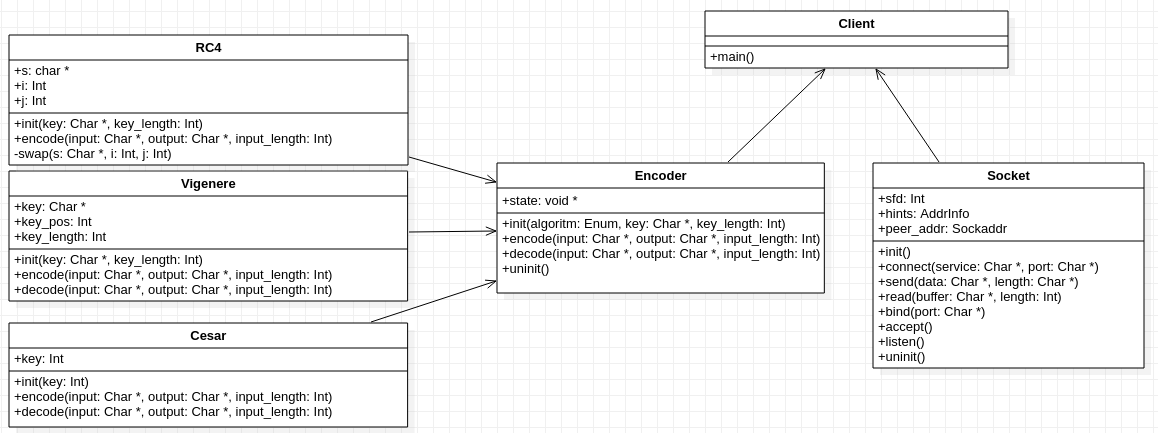 RC4
+s: char *
+i: Int
+j: Int
+init(key: Char *, key_length: Int)
+encode(input: Char *, output: Char *, input_length: Int)
-swap(s: Char *, i: Int, j: Int)
Vigenere
+key: Char *
+key_pos: Int
+key_length: Int
+init(key: Char *, key_length: Int)
+encode(input: Char *, output: Char *, input_length: Int)
+decode(input: Char *, output: Char *, input_length: Int)
Cesar
+key: Int
+init(key: Int)
+encode(input: Char *, output: Char *, input_length: Int)
+decode(input: Char *, output: Char *, input_length: Int)
Encoder
+state: void *
+init(algoritm: Enum, key: Char *, key_length: Int)
+encode(input: Char *, output: Char *, input_length: Int)
+decode(input: Char *, output: Char *, input_length: Int)
+uninit()
Client
+main()
Socket
+sfd: Int
+hints: AddrInfo
+peer_addr: Sockaddr
+init()
+connect(service: Char *, port: Char *)
+send(data: Char *, length: Char *)
+read(buffer: Char *, length: Int)
+bind(port: Char *)
+accept()
+listen()
+uninit()